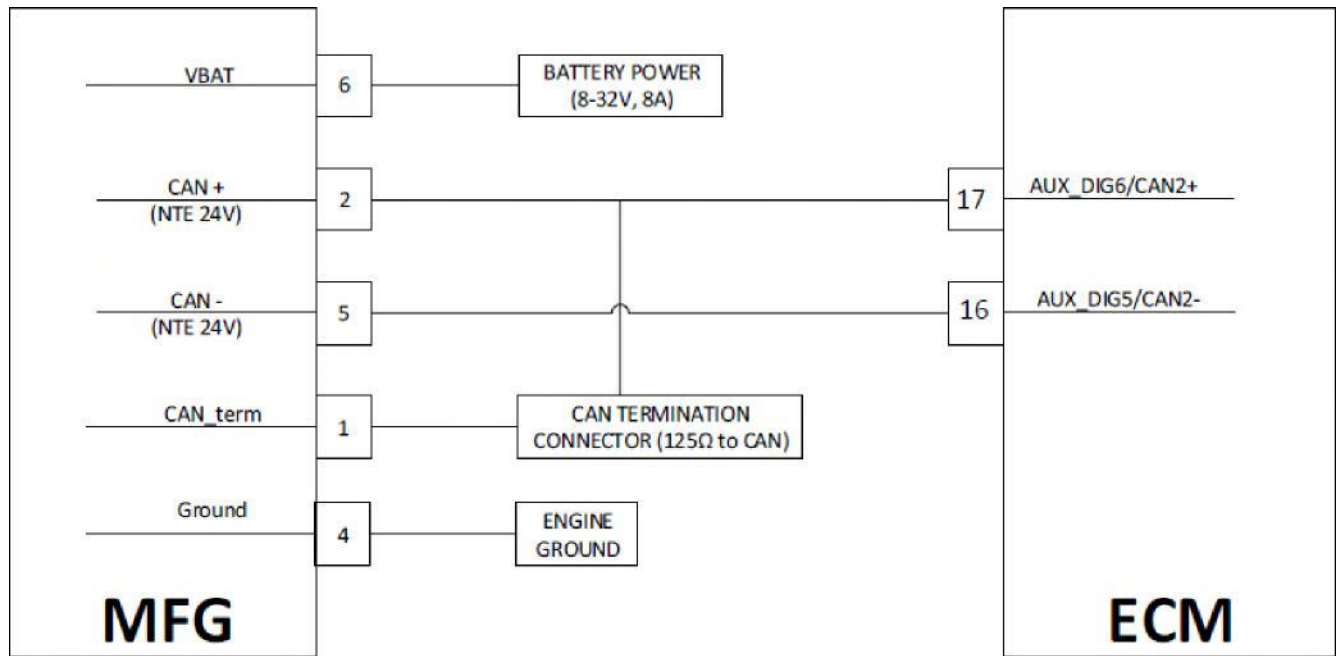 VBAT
6
BATTERY POWER
(8-32V, 8A)
CAN +
(NTE 24V)
2
17
AUX_DIG6/CAN2+
CAN -
(NTE 24V)
5
16
AUX_DIG5/CAN2-
CAN_term
1
CAN TERMINATION
CONNECTOR (125Ω to CAN)
Ground
4
ENGINE
GROUND
MFG
ECM